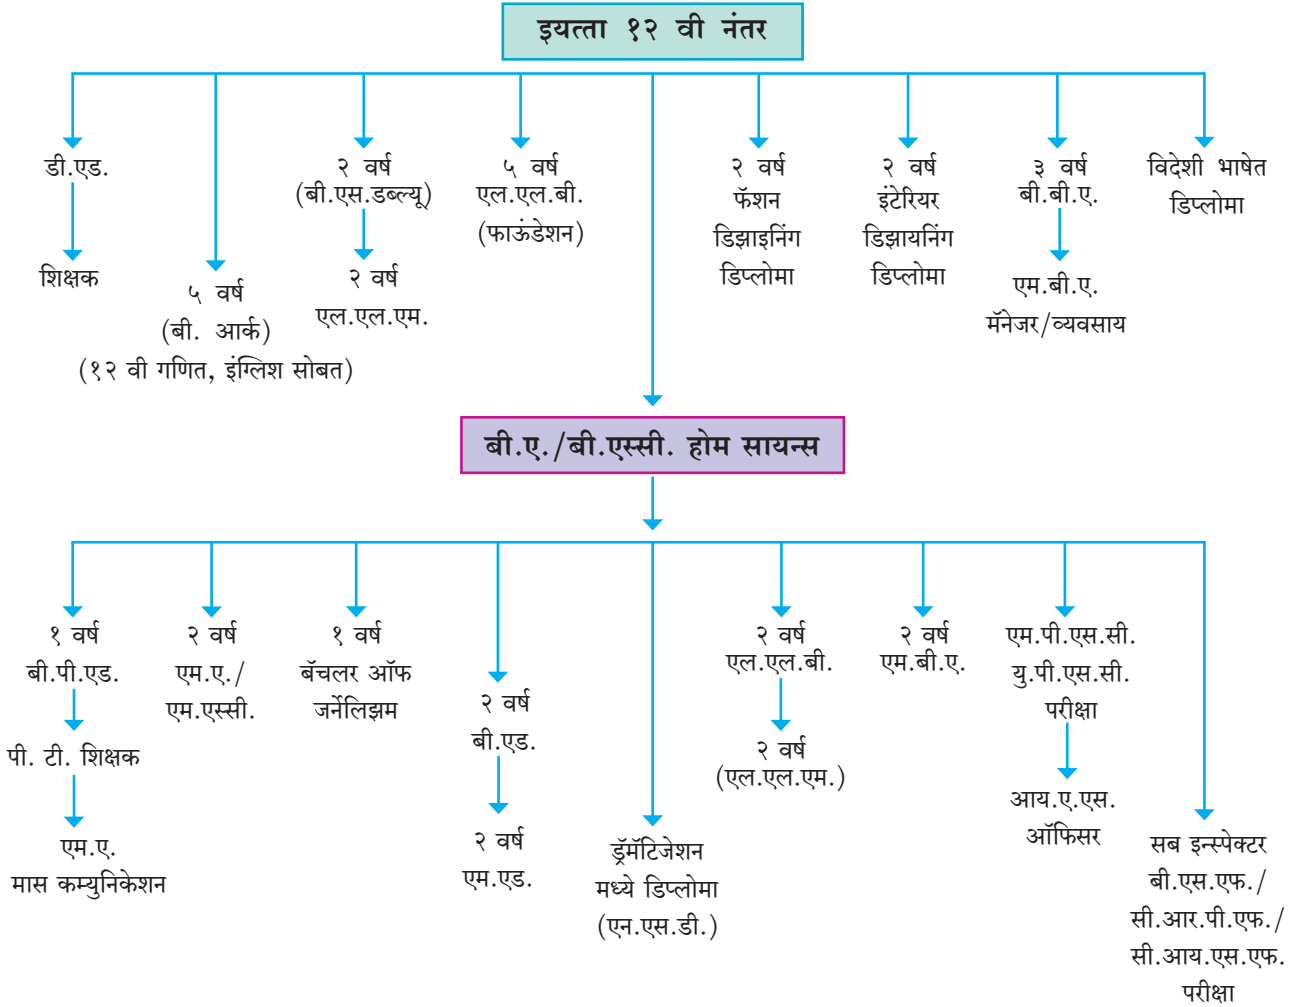 इयत्ता १२ वी नंतर
डी.एड.
शिक्षक
५ वर्ष
(बी. आर्क)
(१२ वी गणित, इंग्लिश सोबत)
२ वर्ष
(बी.एस.डब्ल्यू)
२ वर्ष
एल.एल.एम.
५ वर्ष
एल.एल.बी.
(फाऊंडेशन)
२ वर्ष
फॅशन
डिझाइनिंग
डिप्लोमा
२ वर्ष
इंटेरियर
डिझायनिंग
डिप्लोमा
३ वर्ष
बी.बी.ए.
एम.बी.ए.
मॅनेजर/व्यवसाय
विदेशी भाषेत
डिप्लोमा
बी.ए./बी.एस्सी. होम सायन्स
१ वर्ष
बी.पी.एड.
पी. टी. शिक्षक
एम.ए.
मास कम्युनिकेशन
२ वर्ष
एम.ए./
एम.एस्सी.
१ वर्ष
बॅचलर ऑफ
जर्नेलिझम
२ वर्ष
बी.एड.
२ वर्ष
एम.एड.
ड्रॅमॅटिजेशन
मध्ये डिप्लोमा
(एन.एस.डी.)
२ वर्ष
एल.एल.बी.
२ वर्ष
(एल.एल.एम.)
२ वर्ष
एम.बी.ए.
एम.पी.एस.सी.
यु.पी.एस.सी.
परीक्षा
आय.ए.एस.
ऑफिसर
सब इन्स्पेक्टर
बी.एस.एफ./
सी.आर.पी.एफ./
सी.आय.एस.एफ.
परीक्षा